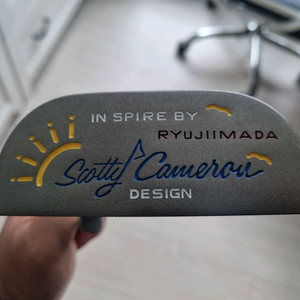 IN SPIRE BY
RYUJIIMADA
Scotty Cameron
DESIGN